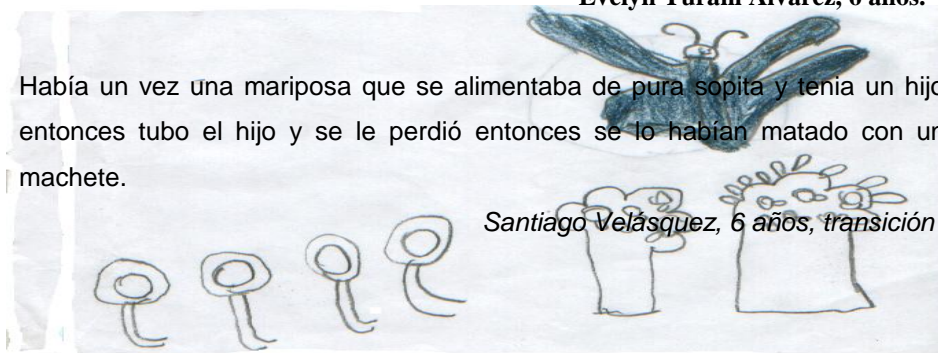 Evelyn Yurani Álvarez, 6 años.
Había un vez una mariposa que se alimentaba de pura sopita y tenia un hijo
entonces tubo el hijo y se le perdió entonces se lo habían matado con un
machete.
Santiago Velásquez, 6 años, transición